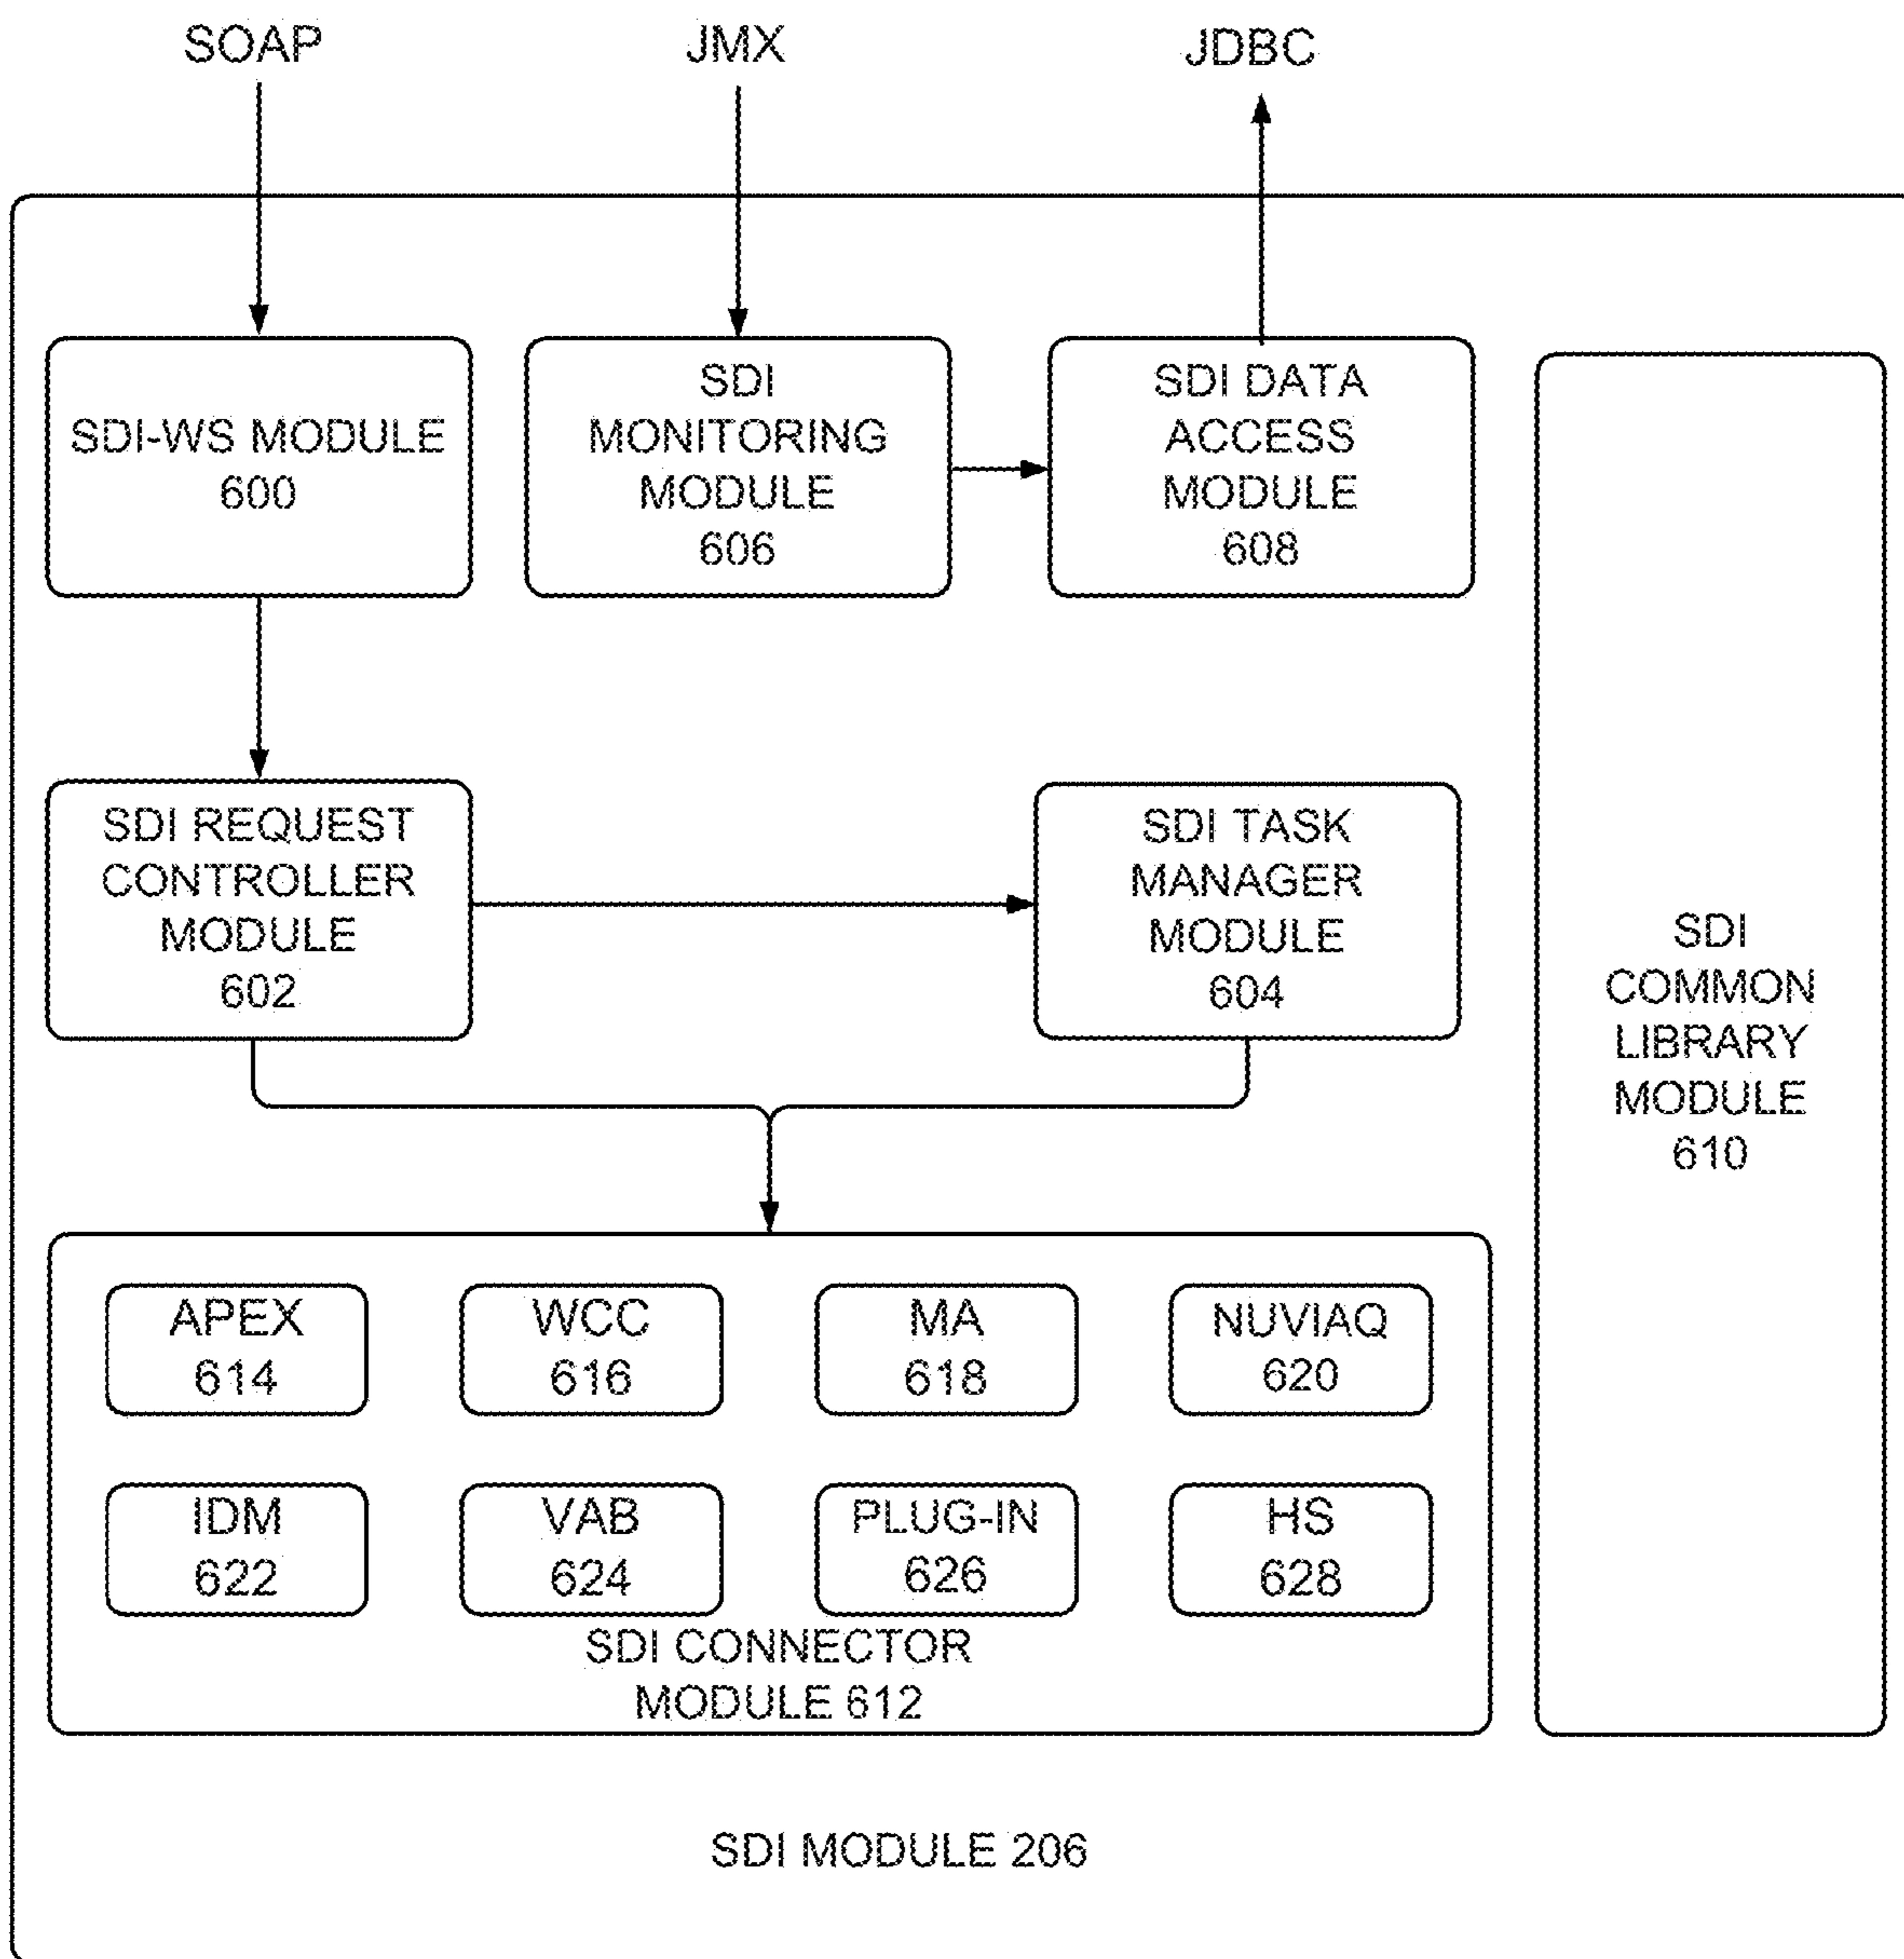 SOAP
JMX
JDBC
SDI-WS MODULE
600
SDI
MONITORING
MODULE
606
SDI DATA
ACCESS
MODULE
608
SDI REQUEST
CONTROLLER
MODULE
602
SDI TASK
MANAGER
MODULE
604
SDI
COMMON
LIBRARY
MODULE
610
APEX
614
WCC
616
MA
618
NUVIAQ
620
IDM
622
VAB
624
PLUG-IN
626
HS
628
SDI CONNECTOR
MODULE 612
SDI MODULE 206